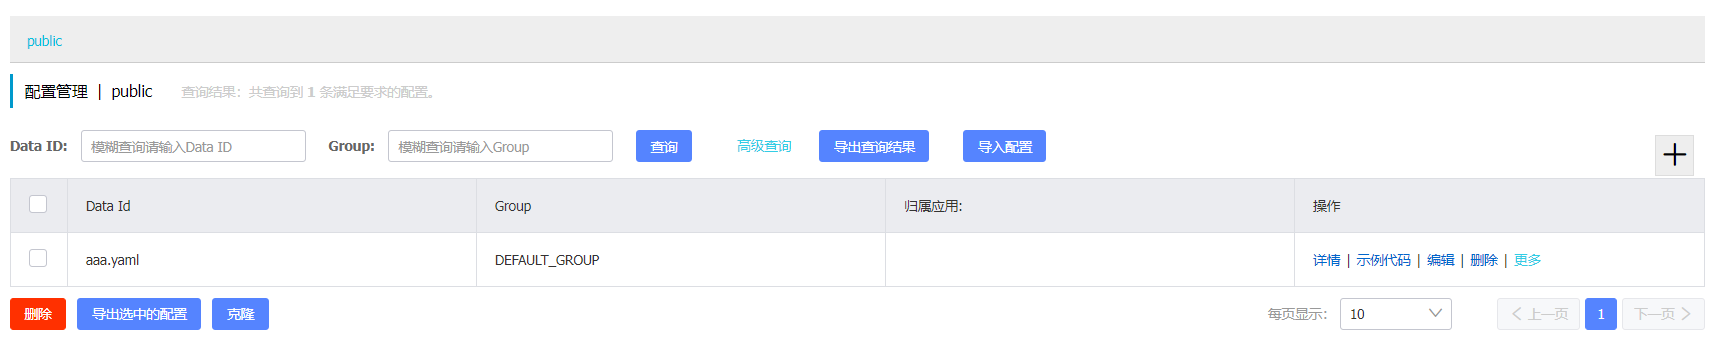 public
配置管理 | public 查询结果：共查询到 1 条满足要求的配置。
Data ID: 模糊查询请输入Data ID Group: 模糊查询请输入Group 查询 高级查询 导出查询结果 导入配置
Data Id Group 归属应用: 操作
aaa.yaml DEFAULT_GROUP 详情 | 示例代码 | 编辑 | 删除 | 更多
删除 导出选中的配置 克隆 每页显示: 10 上一页 1 下一页